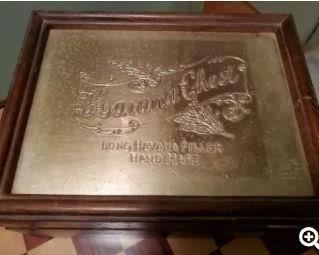 Havana Chest
LONG HAVANA FILLER
HAND MADE